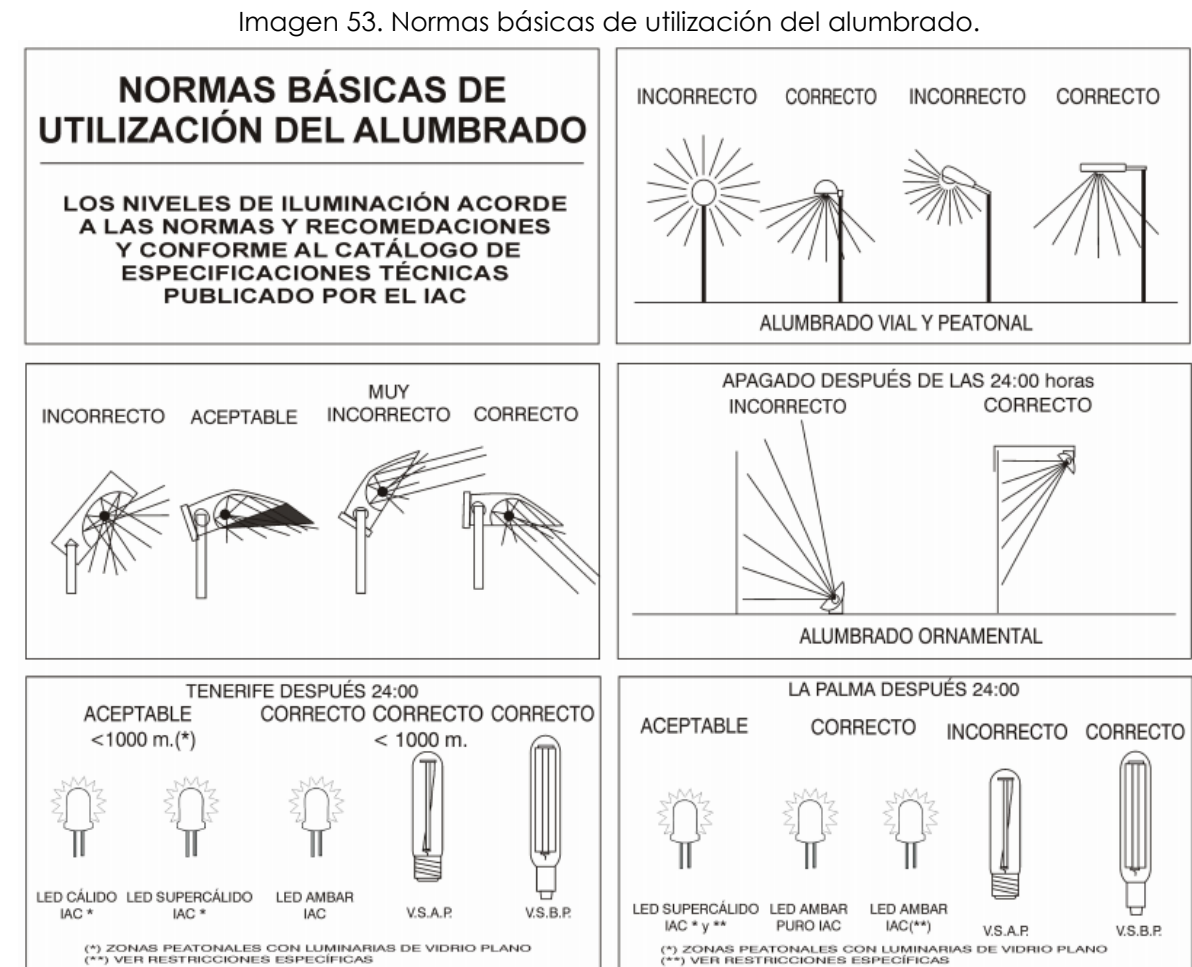 Imagen 53. Normas básicas de utilización del alumbrado.
NORMAS BÁSICAS DE
UTILIZACIÓN DEL ALUMBRADO
LOS NIVELES DE ILUMINACIÓN ACORDE
A LAS NORMAS Y RECOMEDACIONES
Y CONFORME AL CATÁLOGO DE
ESPECIFICACIONES TÉCNICAS
PUBLICADO POR EL IAC
INCORRECTO CORRECTO INCORRECTO CORRECTO
ALUMBRADO VIAL Y PEATONAL
INCORRECTO ACEPTABLE MUY INCORRECTO CORRECTO
APAGADO DESPUÉS DE LAS 24:00 horas
INCORRECTO CORRECTO
ALUMBRADO ORNAMENTAL
TENERIFE DESPUÉS 24:00
ACEPTABLE CORRECTO CORRECTO CORRECTO
<1000 m.(*) < 1000 m.
LED CÁLIDO LED SUPERCÁLIDO LED AMBAR
IAC * IAC * IAC V.S.A.P. V.S.B.P.
(*) ZONAS PEATONALES CON LUMINARIAS DE VIDRIO PLANO
(**) VER RESTRICCIONES ESPECÍFICAS
LA PALMA DESPUÉS 24:00
ACEPTABLE CORRECTO INCORRECTO CORRECTO
LED SUPERCÁLIDO LED AMBAR LED AMBAR
IAC * y ** PURO IAC IAC(**) V.S.A.P. V.S.B.P.
(*) ZONAS PEATONALES CON LUMINARIAS DE VIDRIO PLANO
(**) VER RESTRICCIONES ESPECÍFICAS